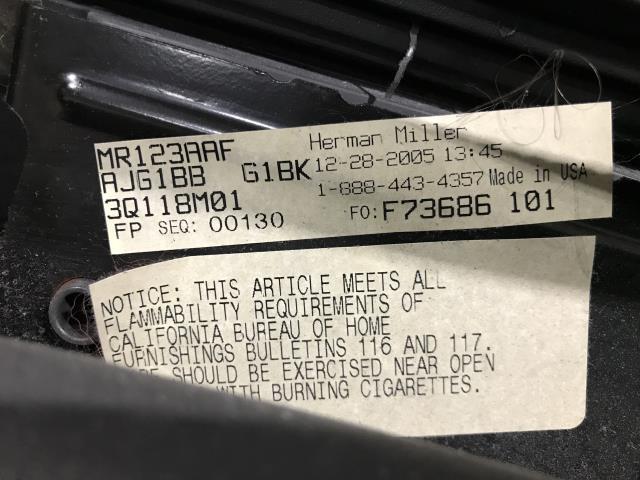 MR123AAF
Herman Miller
AJG1BB G1BK
12-28-2005 13:45
3Q118M01
1-888-443-4357 Made in USA
FP SEQ: 00130
FO: F73686 101
NOTICE: THIS ARTICLE MEETS ALL
FLAMMABILITY REQUIREMENTS OF
CALIFORNIA BUREAU OF HOME
FURNISHINGS BULLETINS 116 AND 117.
SHOULD BE EXERCISED NEAR OPEN
WITH BURNING CIGARETTES.